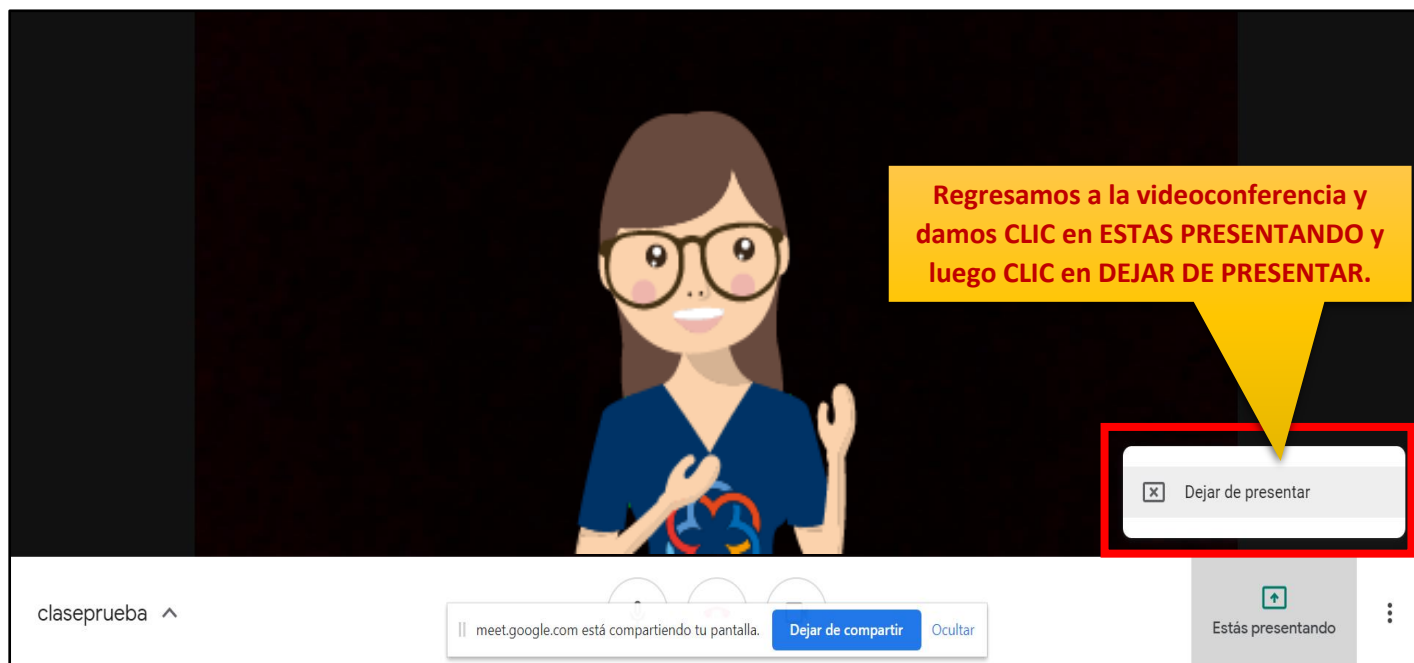 Regresamos a la videoconferencia y
damos CLIC en ESTAS PRESENTANDO y
luego CLIC en DEJAR DE PRESENTAR.
Dejar de presentar
claseprueba
meet.google.com está compartiendo tu pantalla.
Dejar de compartir
Ocultar
Estás presentando